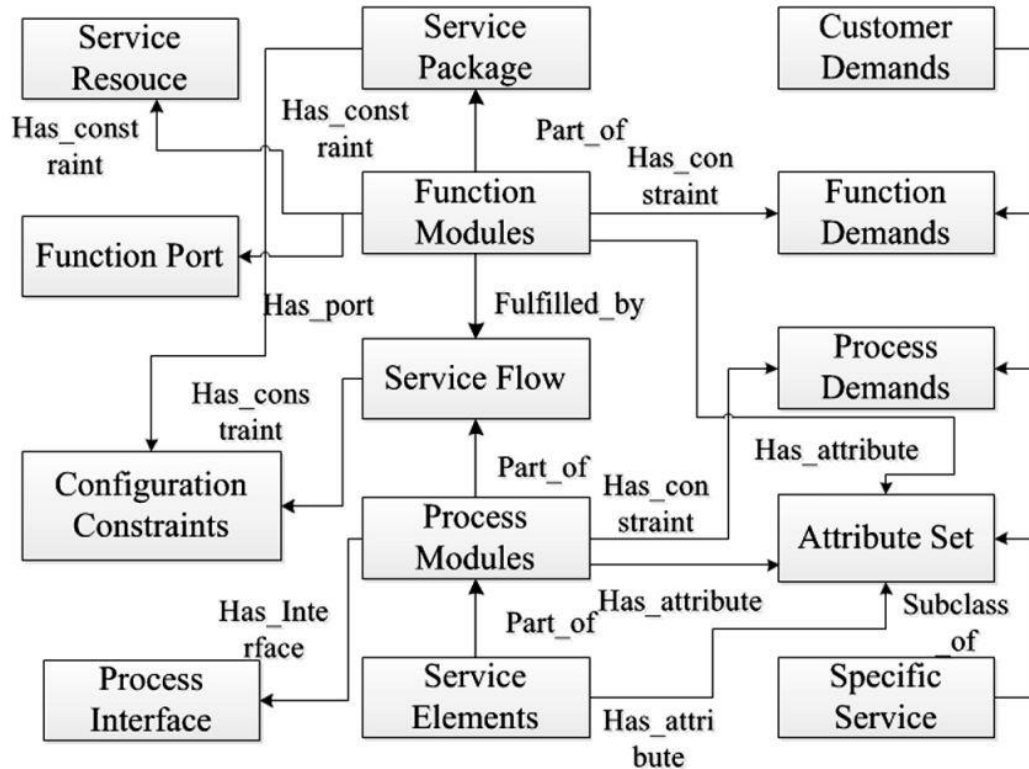 Service
Resouce
Service
Package
Customer
Demands
Has_const
raint
Has_const
raint
Part_of
Has_con
straint
Function
Modules
Function
Demands
Function Port
Has_port
Fulfilled_by
Service Flow
Process
Demands
Has_cons
traint
Has_attribute
Configuration
Constraints
Part_of
Has_con
straint
Process
Modules
Attribute Set
Has_Inte
rface
Part_of
Has_attribute
Subclass
_of
Process
Interface
Service
Elements
Has_attri
bute
Specific
Service